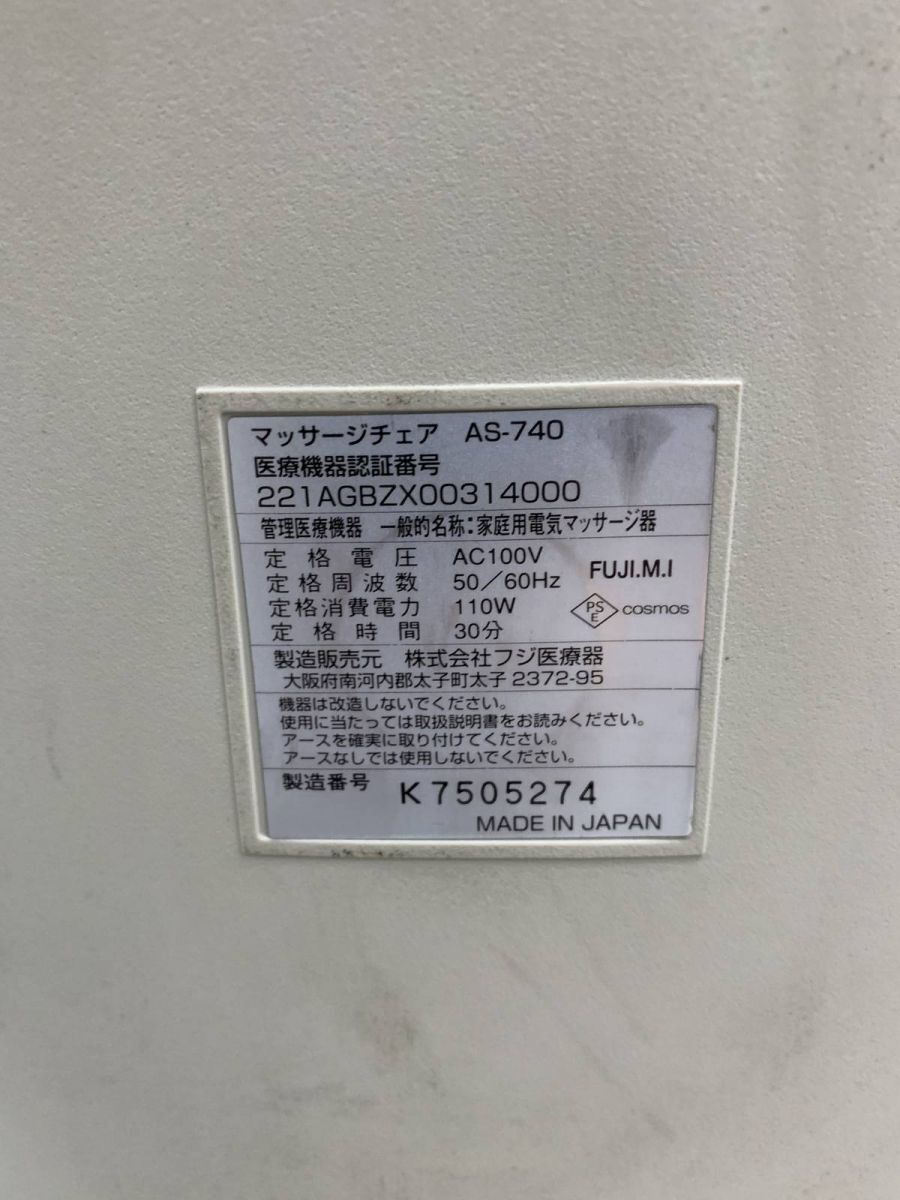 マッサージチェア AS-740
医療機器認証番号
221AGBZX00314000
管理医療機器 一般的名称:家庭用電気マッサージ器
定格電圧 AC100V
定格周波数 50/60Hz
定格消費電力 110W
定格時間 30分
FUJI.M.I
PSE cosmos
製造販売元 株式会社フジ医療器
大阪府南河内郡太子町太子2372-95
機器は改造しないでください。
使用に当たっては取扱説明書をお読みください。
アースを確実に取り付けてください。
アースなしでは使用しないでください。
製造番号 K7505274
MADE IN JAPAN